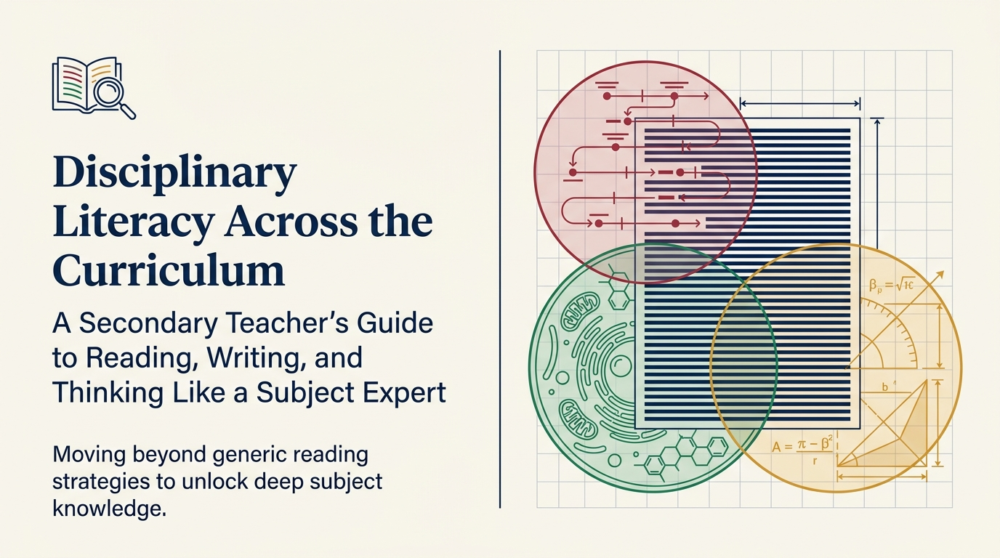 Disciplinary
Literacy Across the
Curriculum
A Secondary Teacher’s Guide
to Reading, Writing, and
Thinking Like a Subject Expert
Moving beyond generic reading
strategies to unlock deep subject
knowledge.
b
A = π − β² / r